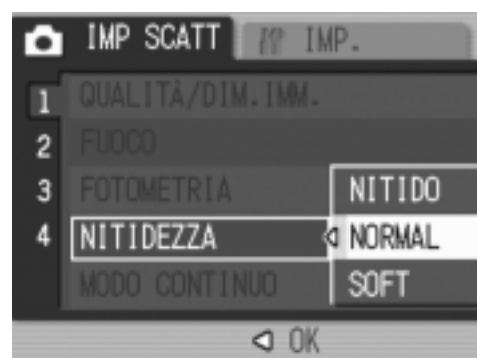 IMP SCATT IMP.
1 QUALITÀ/DIM.IMM.
2 FUOCO
3 FOTOMETRIA NITIDO
4 NITIDEZZA NORMAL
MODO CONTINUO SOFT
OK